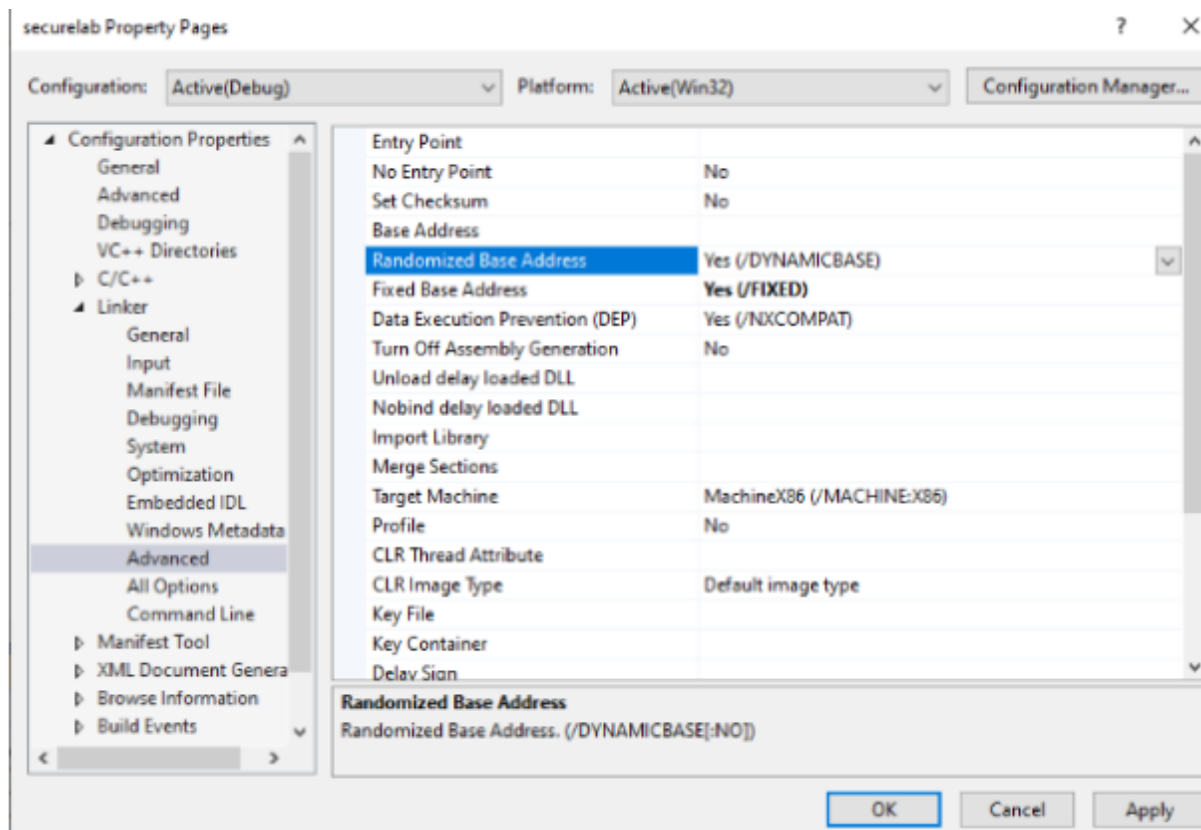 securelab Property Pages
? ×
Configuration: Active(Debug) Platform: Active(Win32) Configuration Manager...
Configuration Properties
General
Advanced
Debugging
VC++ Directories
C/C++
Linker
General
Input
Manifest File
Debugging
System
Optimization
Embedded IDL
Windows Metadata
Advanced
All Options
Command Line
Manifest Tool
XML Document Genera
Browse Information
Build Events
Entry Point
No Entry Point No
Set Checksum No
Base Address
Randomized Base Address Yes (/DYNAMICBASE)
Fixed Base Address Yes (/FIXED)
Data Execution Prevention (DEP) Yes (/NXCOMPAT)
Turn Off Assembly Generation No
Unload delay loaded DLL
Nobind delay loaded DLL
Import Library
Merge Sections
Target Machine MachineX86 (/MACHINE:X86)
Profile No
CLR Thread Attribute
CLR Image Type Default image type
Key File
Key Container
Delay Sign
Randomized Base Address
Randomized Base Address. (/DYNAMICBASE[:NO])
OK Cancel Apply